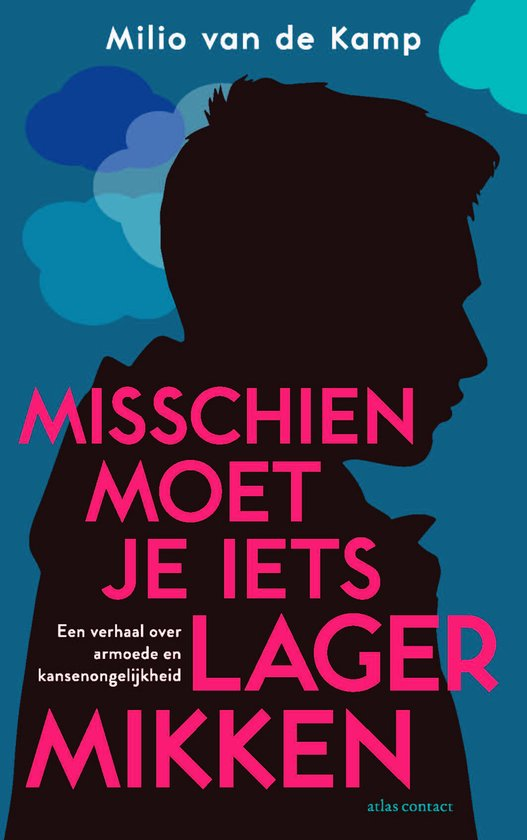 Milio van de Kamp
MISSCHIEN
MOET
JE IETS
Een verhaal over
armoede en
kansenongelijkheid
LAGER
MIKKEN
atlas contact